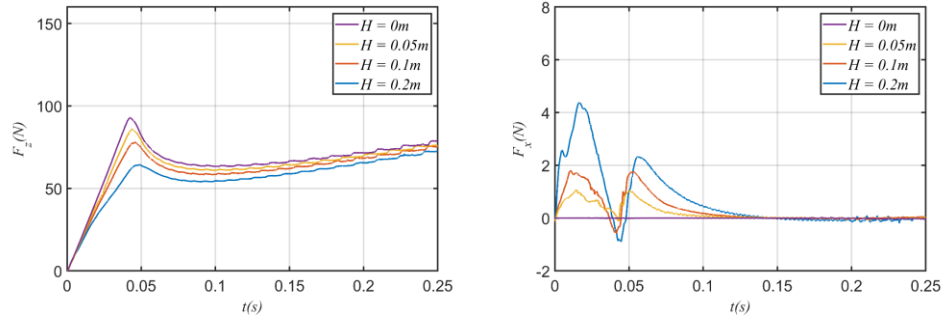 150
100
50
0
F_z(N)
H = 0m
H = 0.05m
H = 0.1m
H = 0.2m
0 0.05 0.1 0.15 0.2 0.25
t(s)
8
6
4
2
0
-2
F_x(N)
H = 0m
H = 0.05m
H = 0.1m
H = 0.2m
0 0.05 0.1 0.15 0.2 0.25
t(s)